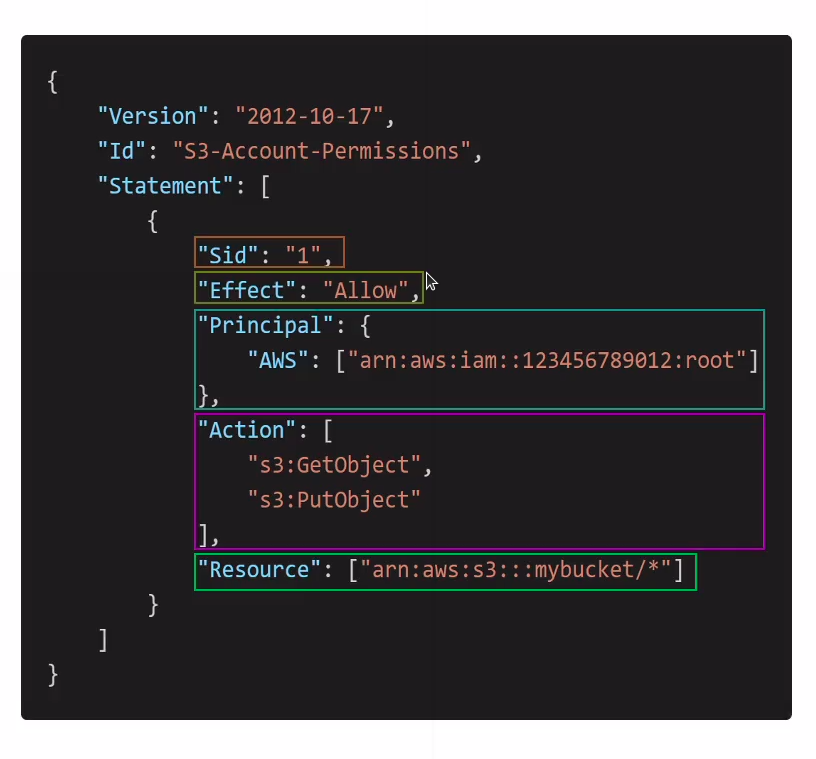 {
"Version": "2012-10-17",
"Id": "S3-Account-Permissions",
"Statement": [
{
"Sid": "1",
"Effect": "Allow",
"Principal": {
"AWS": ["arn:aws:iam::123456789012:root"]
},
"Action": [
"s3:GetObject",
"s3:PutObject"
],
"Resource": ["arn:aws:s3:::mybucket/*"]
}
]
}